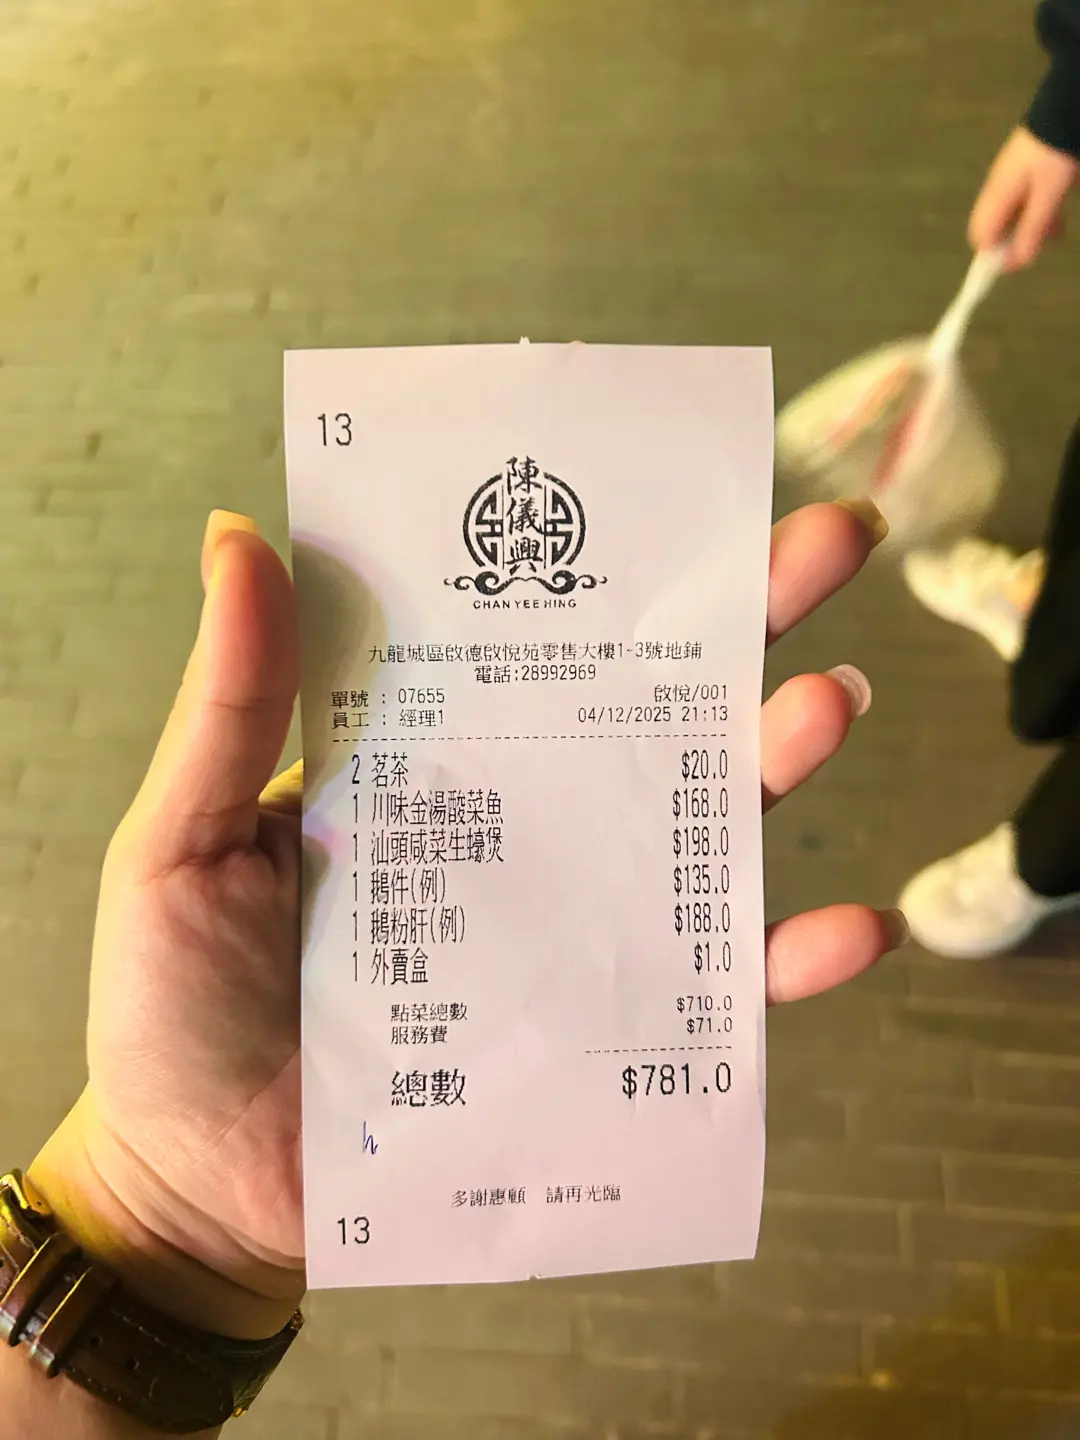 13
陳儀興
CHAN YEE HING
九龍城區啟德啟悅苑零售大樓1-3號地鋪
電話:28992969
單號 : 07655 啟悅/001
員工 : 經理1 04/12/2025 21:13
2 茗茶 $20.0
1 川味金湯酸菜魚 $168.0
1 汕頭咸菜生蠔煲 $198.0
1 鵝件(例) $135.0
1 鵝粉肝(例) $188.0
1 外賣盒 $1.0
點菜總數 $710.0
服務費 $71.0
總數 $781.0
多謝惠顧 請再光臨
13